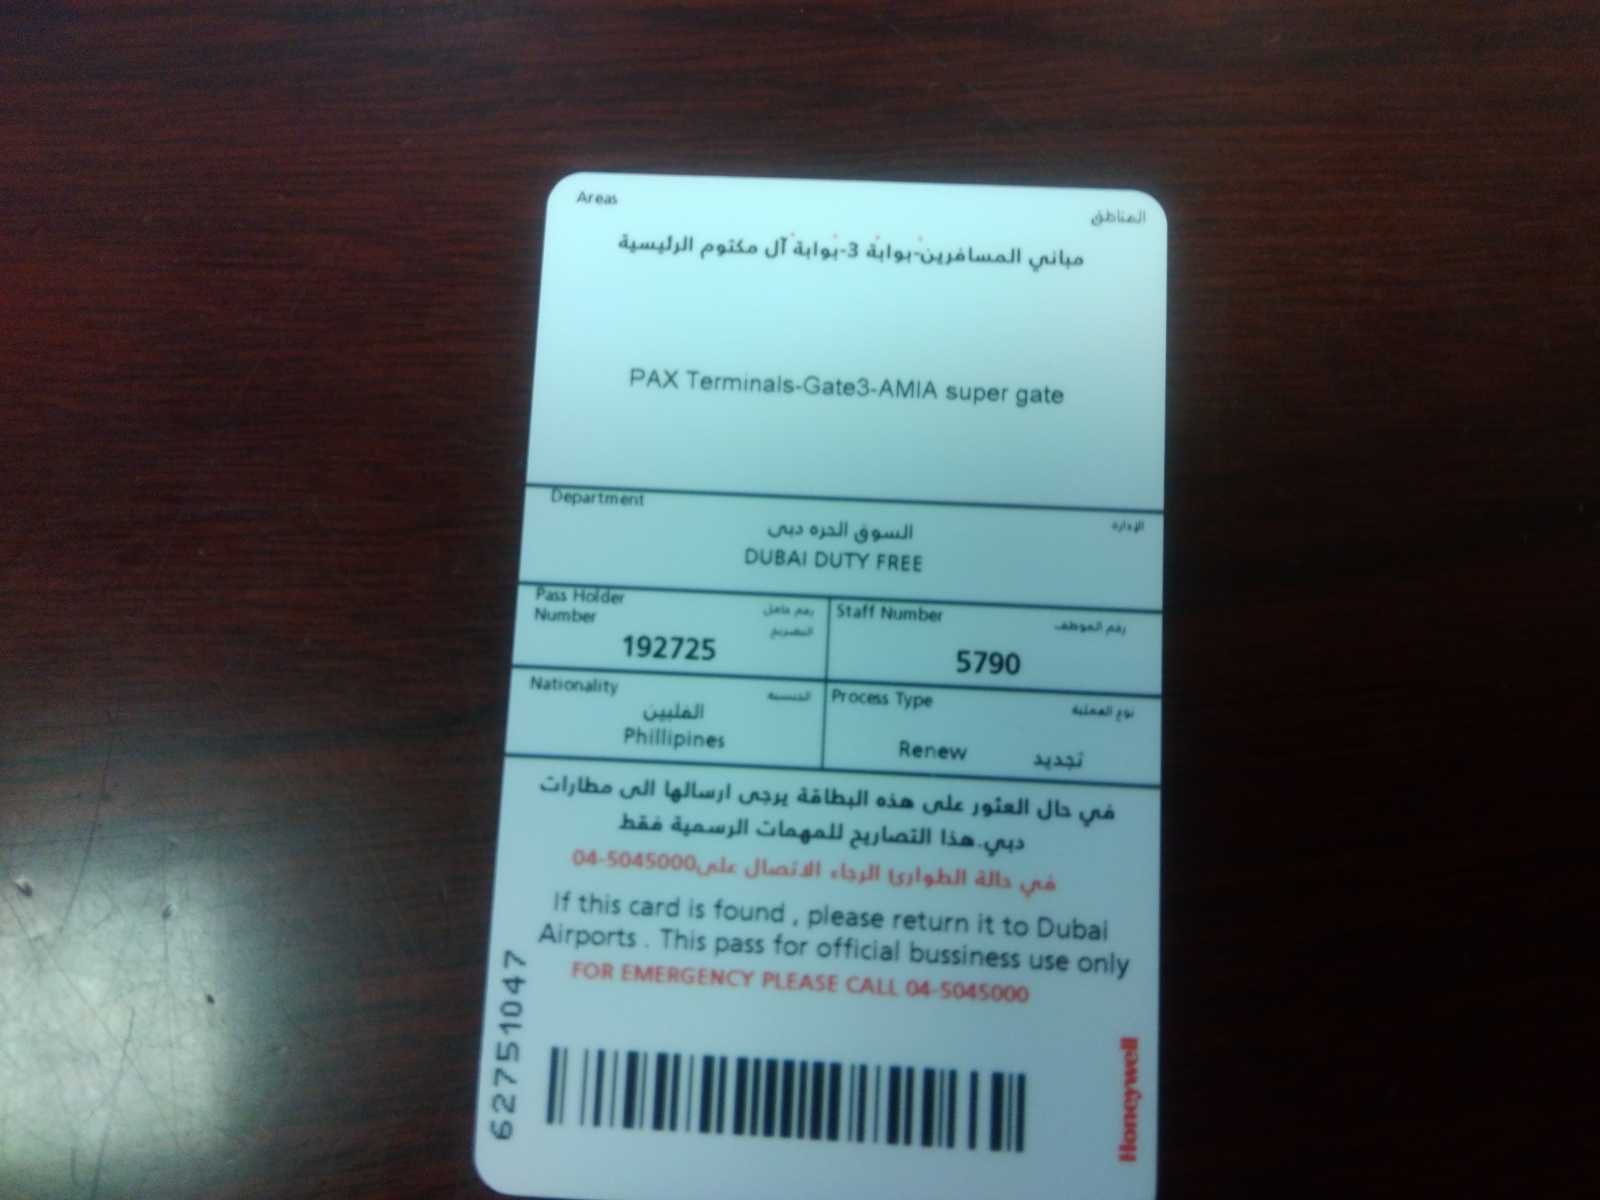 Areas
المناطق
مباني المسافرين-بوابة 3-بوابة آل مكتوم الرئيسية
PAX Terminals-Gate3-AMIA super gate
Department
الإدارة
السوق الحره دبى
DUBAI DUTY FREE
Pass Holder
Number
رقم حامل
التصريح
192725
Staff Number
رقم الموظف
5790
Nationality
الجنسية
الفلبين
Phillipines
Process Type
نوع العملية
Renew
تجديد
في حال العثور على هذه البطاقة يرجى ارسالها الى مطارات
دبي.هذا التصاريح للمهمات الرسمية فقط
في حالة الطوارئ الرجاء الاتصال على04-5045000
If this card is found , please return it to Dubai
Airports . This pass for official bussiness use only
FOR EMERGENCY PLEASE CALL 04-5045000
62751047
Honeywell